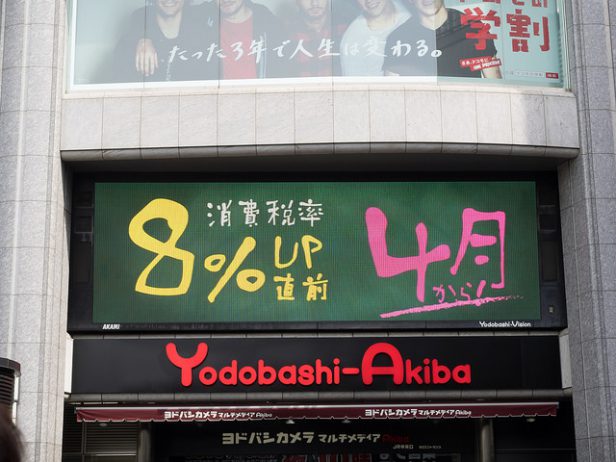 たった3年で人生は変わる。
学割
消費税率
8% UP
直前
4月
から!
AKAMI
Yodobashi-Vision
Yodobashi-Akiba
ヨドバシカメラ マルチメディア Akiba
ヨドバシカメラ マルチメディア Akiba
ヨドバシカメラ マルチメディア Akiba